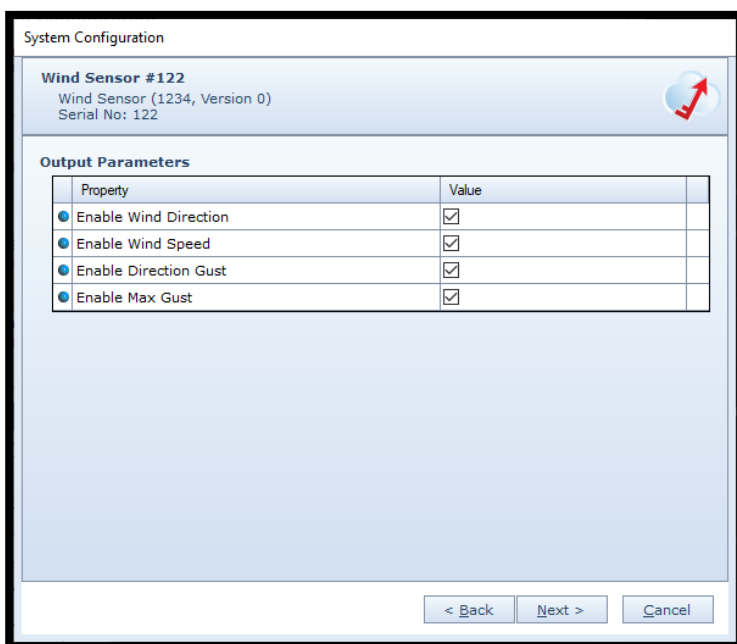 System Configuration
Wind Sensor #122
Wind Sensor (1234, Version 0)
Serial No: 122
Output Parameters
Property Value
Enable Wind Direction
Enable Wind Speed
Enable Direction Gust
Enable Max Gust
< Back Next > Cancel